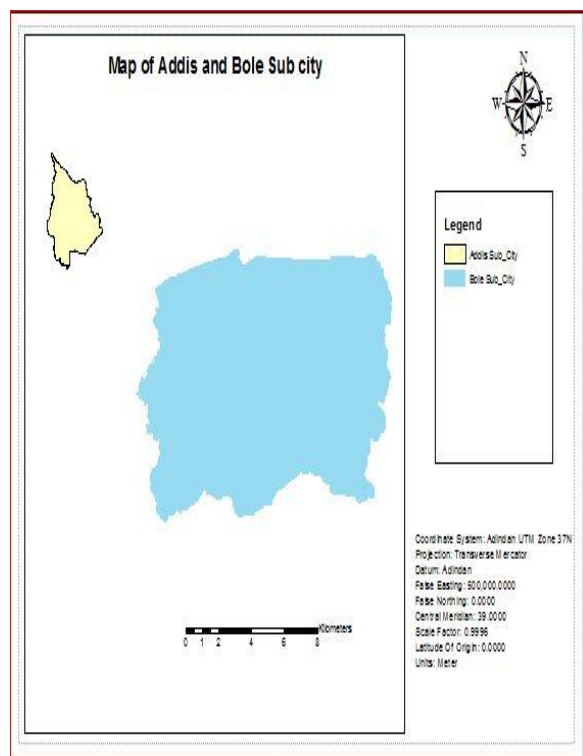 Map of Addis and Bole Sub city
N
W E
S
Legend
Addis Sub_City
Bole Sub_City
Coordinate System: Adindan UTM Zone 37N
Projection: Transverse Mercator
Datum: Adindan
False Easting: 500,000.0000
False Northing: 0.0000
Central Meridian: 39.0000
Scale Factor: 0.9996
Latitude Of Origin: 0.0000
Units: Meter
Kilometers
0 1 2 4 6 8